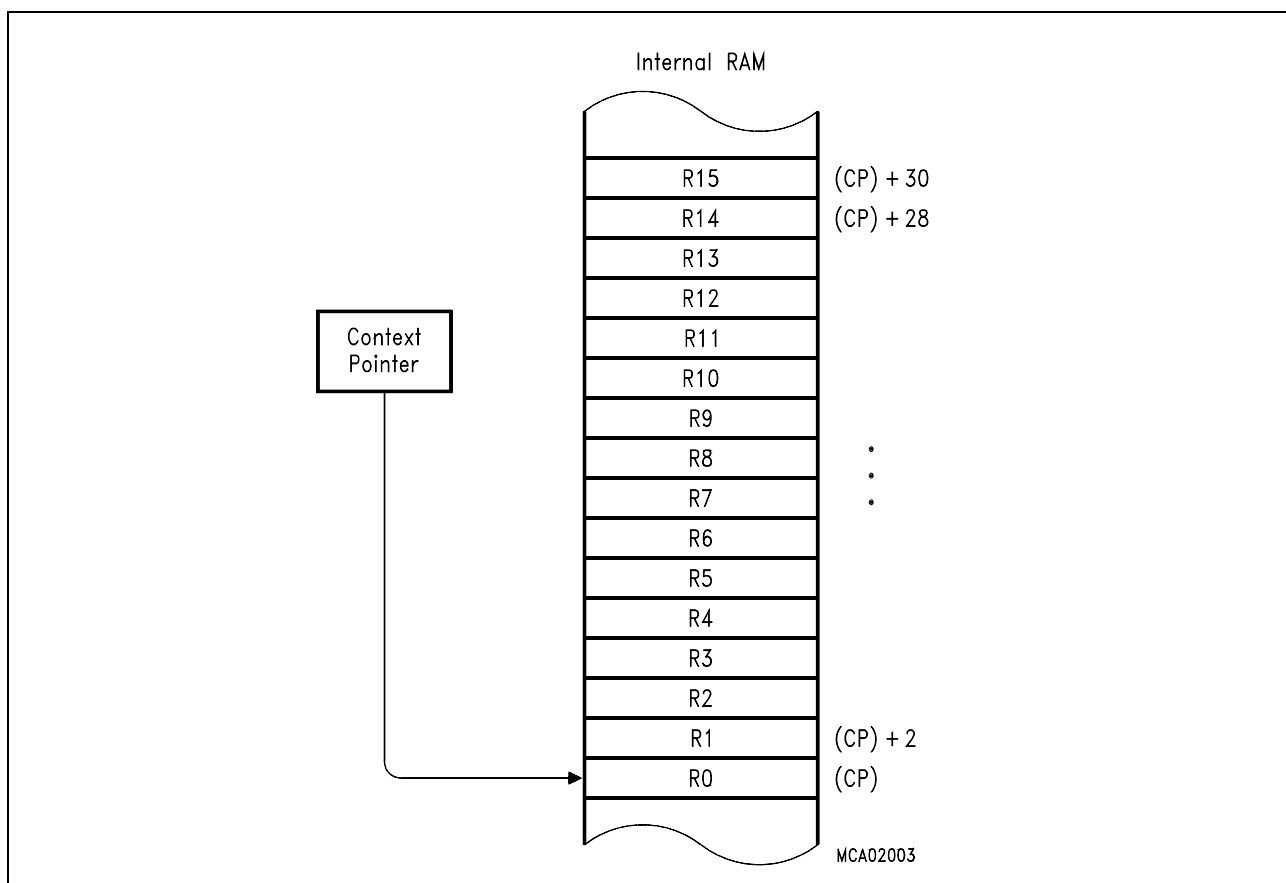 Internal RAM
R15 (CP) + 30
R14 (CP) + 28
R13
R12
Context
Pointer
R11
R10
R9
R8
R7
R6
R5
R4
R3
R2
R1 (CP) + 2
R0 (CP)
MCA02003